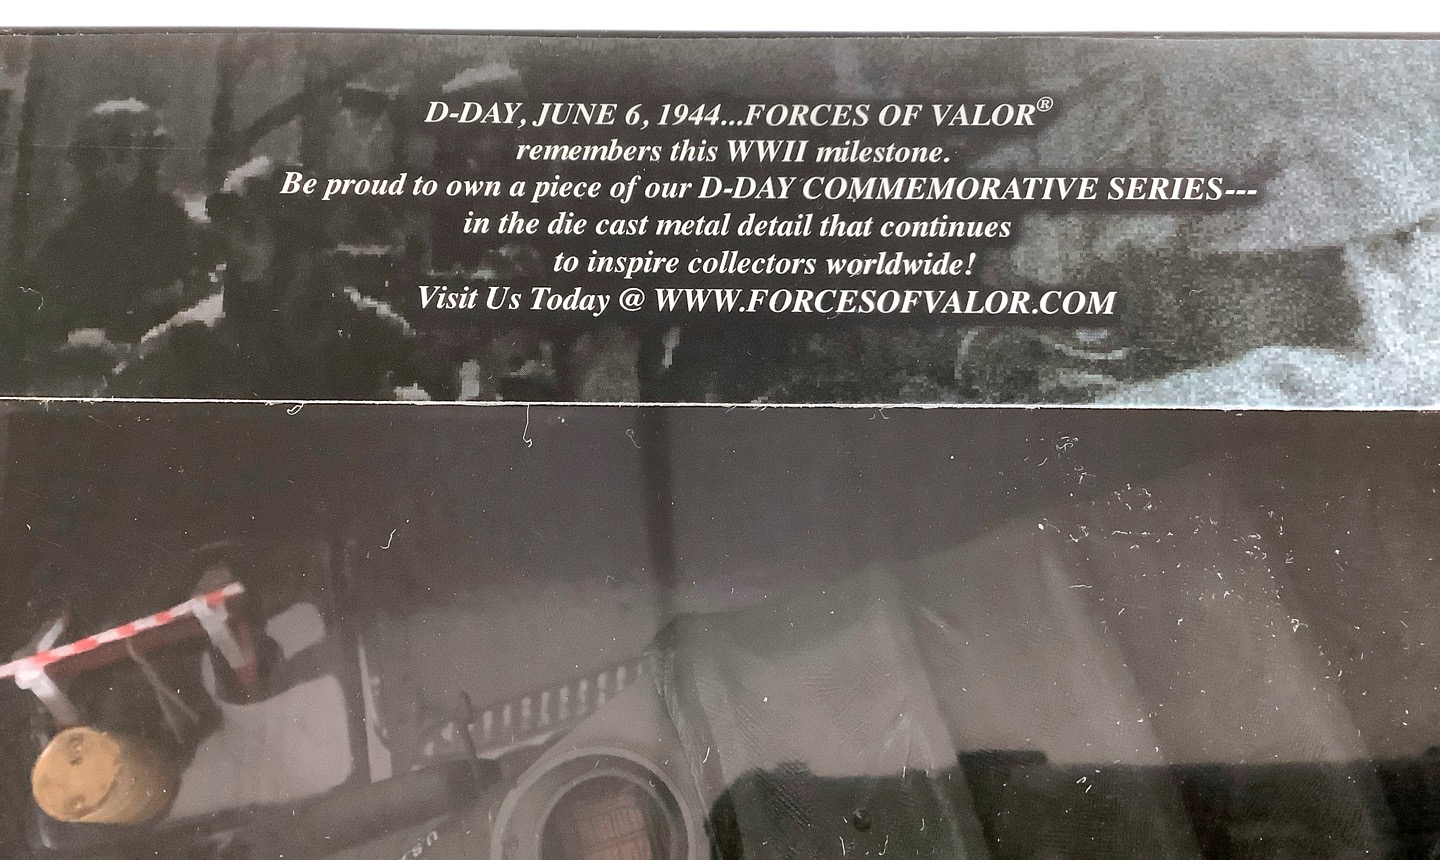 D-DAY, JUNE 6, 1944...FORCES OF VALOR®
remembers this WWII milestone.
Be proud to own a piece of our D-DAY COMMEMORATIVE SERIES---
in the die cast metal detail that continues
to inspire collectors worldwide!
Visit Us Today @ WWW.FORCESOFVALOR.COM